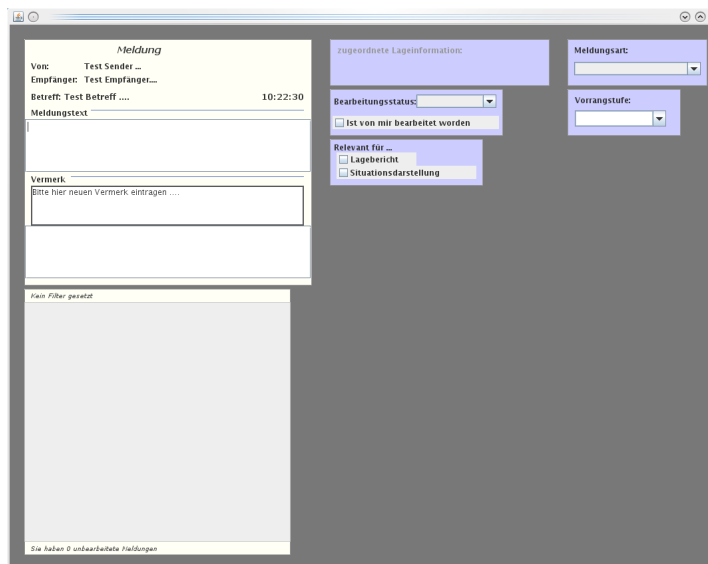 Meldung
Von: Test Sender ...
Empfänger: Test Empfänger....
Betreff: Test Betreff .... 10:22:30
Meldungstext
Vermerk
Bitte hier neuen Vermerk eintragen ....
Kein Filter gesetzt
Sie haben 0 unbearbeitete Meldungen
zugeordnete Lageinformation:
Bearbeitungsstatus:
Ist von mir bearbeitet worden
Relevant für ...
Lagebericht
Situationsdarstellung
Meldungsart:
Vorrangstufe: